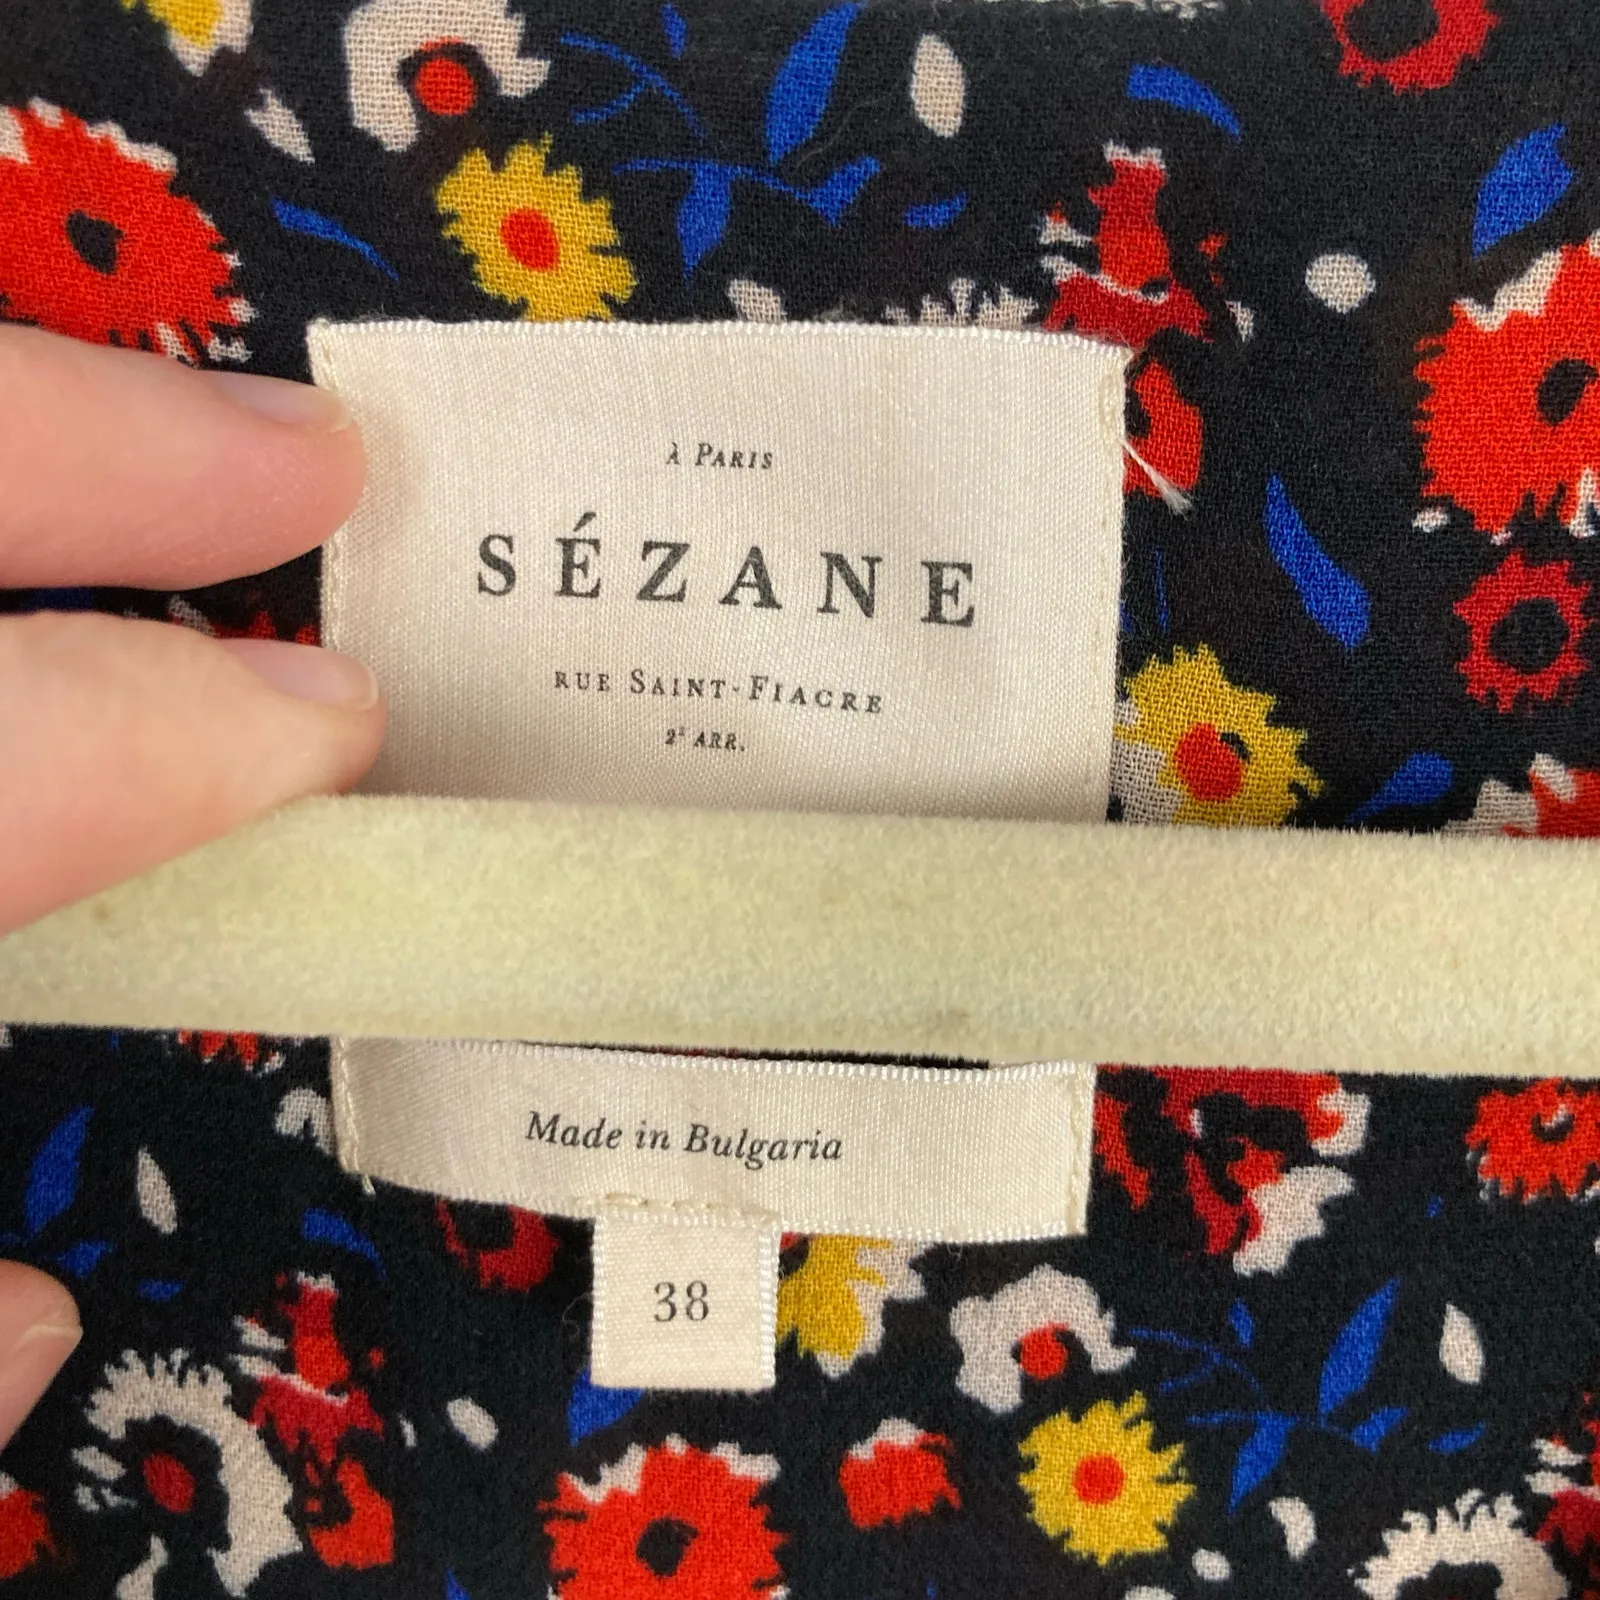 À PARIS
SÉZANE
RUE SAINT-FIACRE
2E ARR.
Made in Bulgaria
38